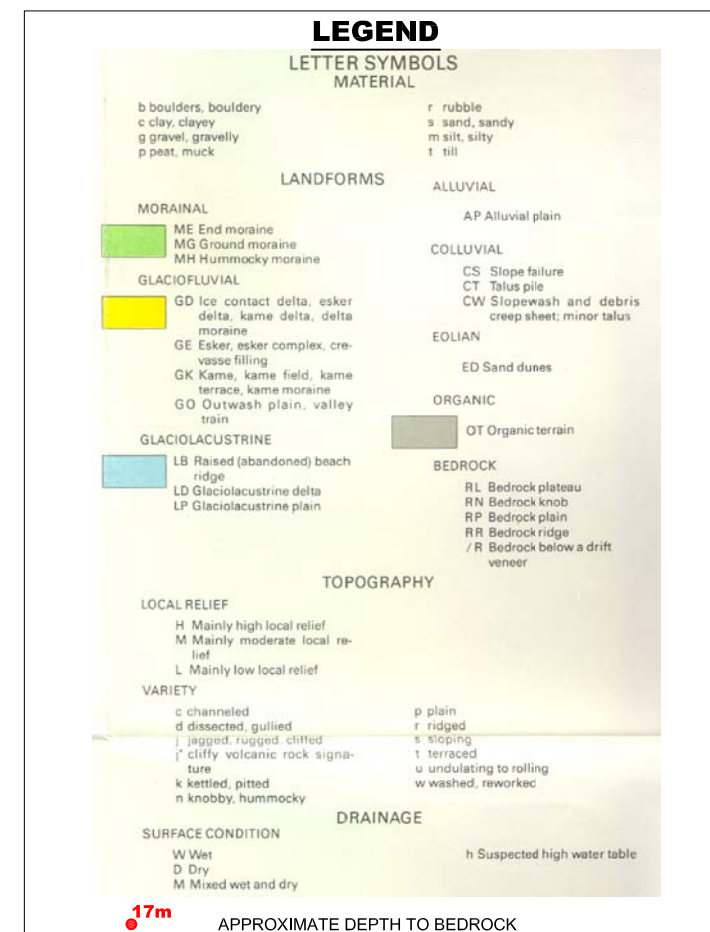 LEGEND
LETTER SYMBOLS
MATERIAL
b boulders, bouldery
c clay, clayey
g gravel, gravelly
p peat, muck
r rubble
s sand, sandy
m silt, silty
t till
LANDFORMS
MORAINAL
ME End moraine
MG Ground moraine
MH Hummocky moraine
GLACIOFLUVIAL
GD Ice contact delta, esker
delta, kame delta, delta
moraine
GE Esker, esker complex, cre-
vasse filling
GK Kame, kame field, kame
terrace, kame moraine
GO Outwash plain, valley
train
GLACIOLACUSTRINE
LB Raised (abandoned) beach
ridge
LD Glaciolacustrine delta
LP Glaciolacustrine plain
ALLUVIAL
AP Alluvial plain
COLLUVIAL
CS Slope failure
CT Talus pile
CW Slopewash and debris
creep sheet; minor talus
EOLIAN
ED Sand dunes
ORGANIC
OT Organic terrain
BEDROCK
RL Bedrock plateau
RN Bedrock knob
RP Bedrock plain
RR Bedrock ridge
/ R Bedrock below a drift
veneer
TOPOGRAPHY
LOCAL RELIEF
H Mainly high local relief
M Mainly moderate local re-
lief
L Mainly low local relief
VARIETY
c channeled
d dissected, gullied
j jagged, rugged, cliffed
j* cliffy volcanic rock signa-
ture
k kettled, pitted
n knobby, hummocky
p plain
r ridged
s sloping
t terraced
u undulating to rolling
w washed, reworked
DRAINAGE
SURFACE CONDITION
W Wet
D Dry
M Mixed wet and dry
h Suspected high water table
17m
APPROXIMATE DEPTH TO BEDROCK